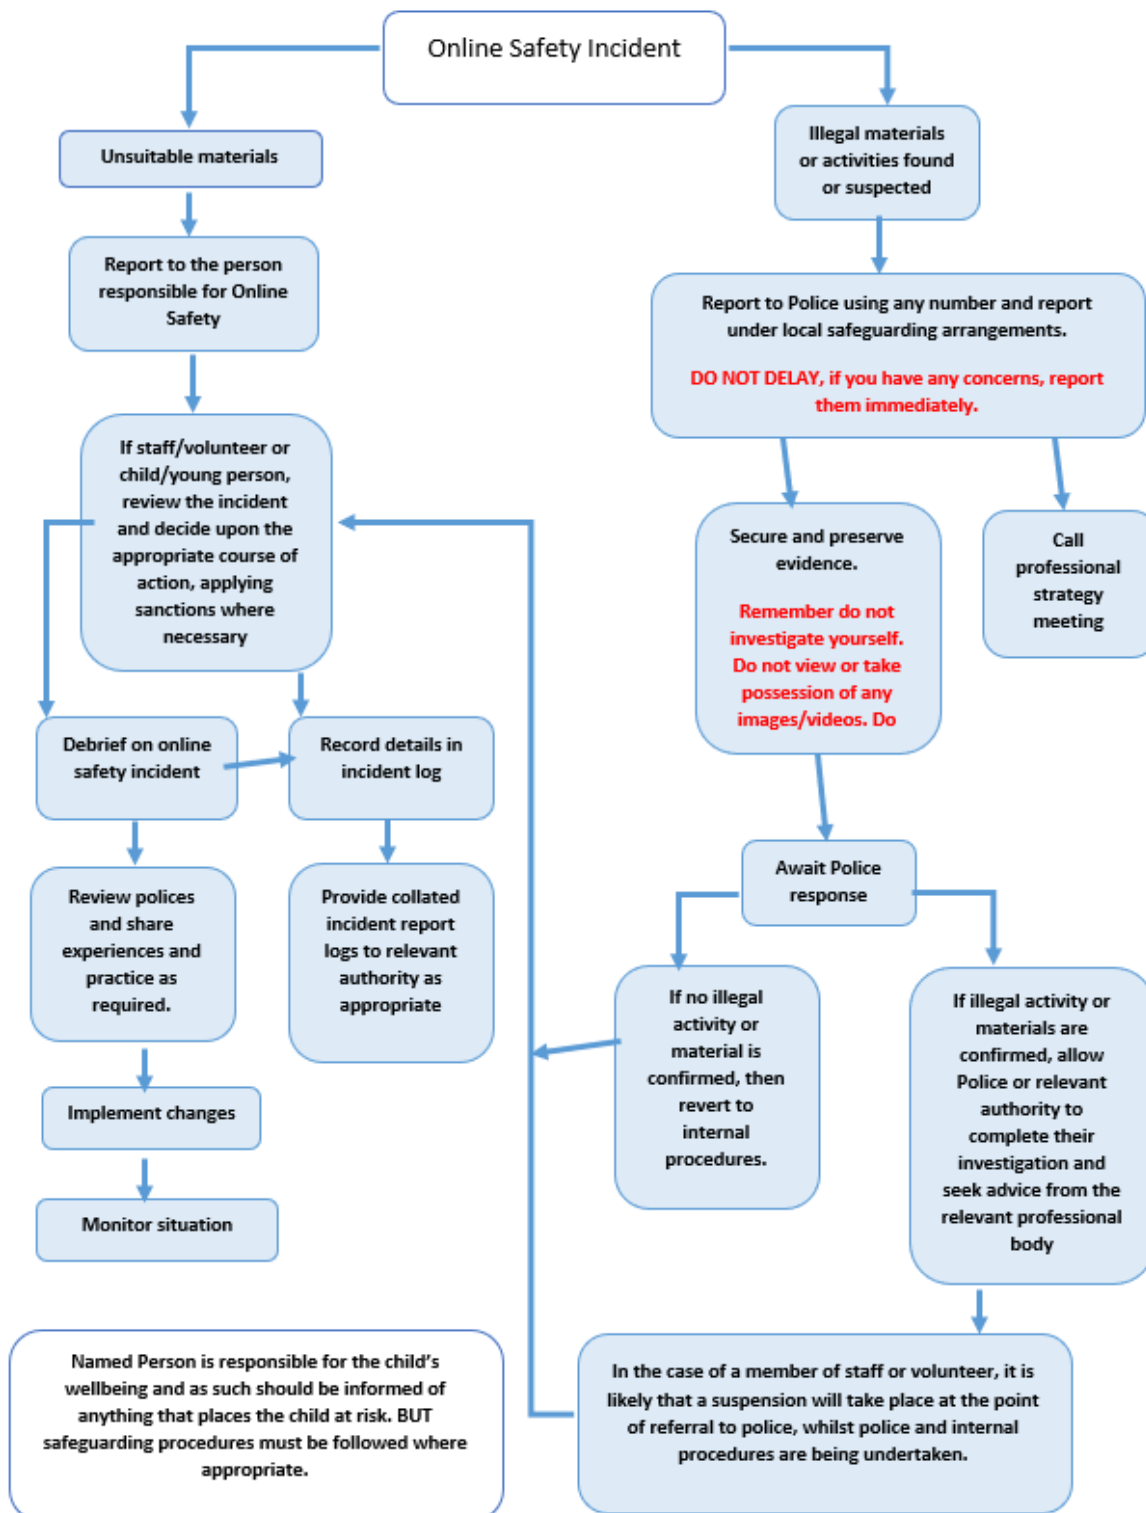 Online Safety Incident
Unsuitable materials
Illegal materials
or activities found
or suspected
Report to the person
responsible for Online
Safety
Report to Police using any number and report
under local safeguarding arrangements.
DO NOT DELAY, if you have any concerns, report
them immediately.
If staff/volunteer or
child/young person,
review the incident
and decide upon the
appropriate course of
action, applying
sanctions where
necessary
Secure and preserve
evidence.
Remember do not
investigate yourself.
Do not view or take
possession of any
images/videos. Do
Call
professional
strategy
meeting
Debrief on online
safety incident
Record details in
incident log
Review polices
and share
experiences and
practice as
required.
Provide collated
incident report
logs to relevant
authority as
appropriate
Await Police
response
If no illegal
activity or
material is
confirmed, then
revert to
internal
procedures.
If illegal activity or
materials are
confirmed, allow
Police or relevant
authority to
complete their
investigation and
seek advice from the
relevant professional
body
Implement changes
Monitor situation
Named Person is responsible for the child's
wellbeing and as such should be informed of
anything that places the child at risk. BUT
safeguarding procedures must be followed where
appropriate.
In the case of a member of staff or volunteer, it is
likely that a suspension will take place at the point
of referral to police, whilst police and internal
procedures are being undertaken.